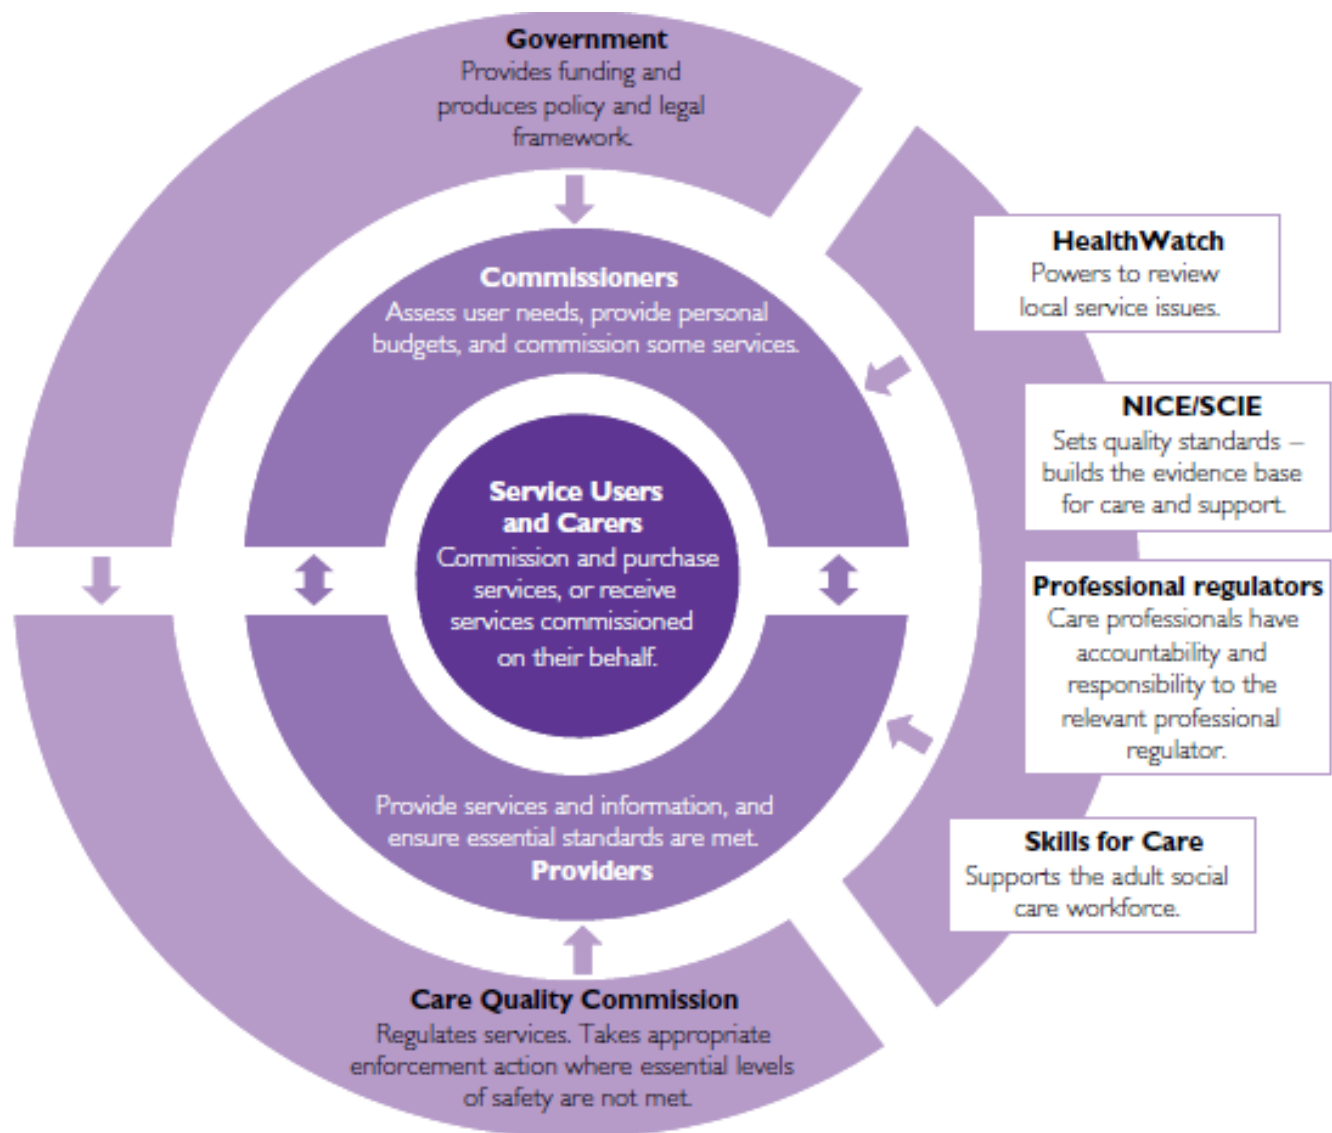 Government
Provides funding and
produces policy and legal
framework.
Commissioners
Assess user needs, provide personal
budgets, and commission some services.
Service Users
and Carers
Commission and purchase
services, or receive
services commissioned
on their behalf.
Provide services and information, and
ensure essential standards are met.
Providers
Care Quality Commission
Regulates services. Takes appropriate
enforcement action where essential levels
of safety are not met.
HealthWatch
Powers to review
local service issues.
NICE/SCIE
Sets quality standards –
builds the evidence base
for care and support.
Professional regulators
Care professionals have
accountability and
responsibility to the
relevant professional
regulator.
Skills for Care
Supports the adult social
care workforce.